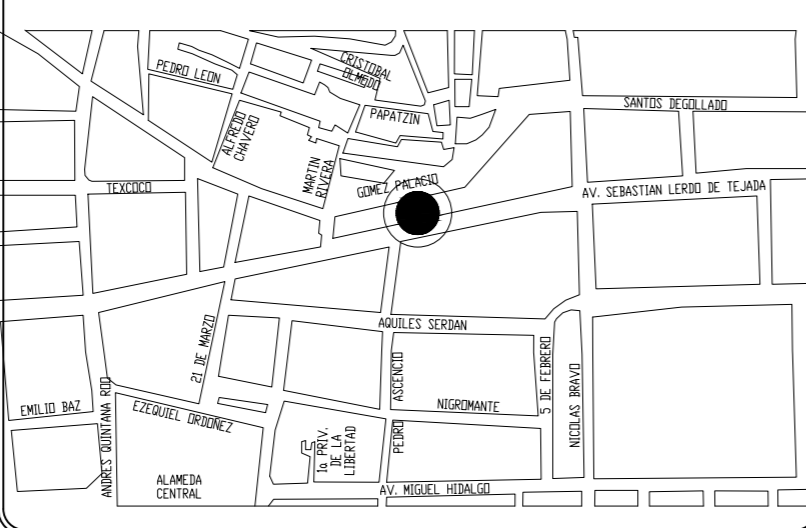 CRISTOBAL
OLMODO
PEDRO LEON
SANTOS DEGOLLADO
PAPATZIN
ALFREDO
CHAVERO
MARTIN
RIVERA
GOMEZ PALACIO
TEXCOCO
AV. SEBASTIAN LERDO DE TEJADA
AQUILES SERDAN
21 DE MARZO
5 DE FEBRERO
NICOLAS BRAVO
PEDRO ASCENCIO
NIGROMANTE
EMILIO BAZ
ANDRES QUINTANA ROO
EZEQUIEL ORDOÑEZ
1a PRIV.
DE LA
LIBERTAD
ALAMEDA
CENTRAL
AV. MIGUEL HIDALGO